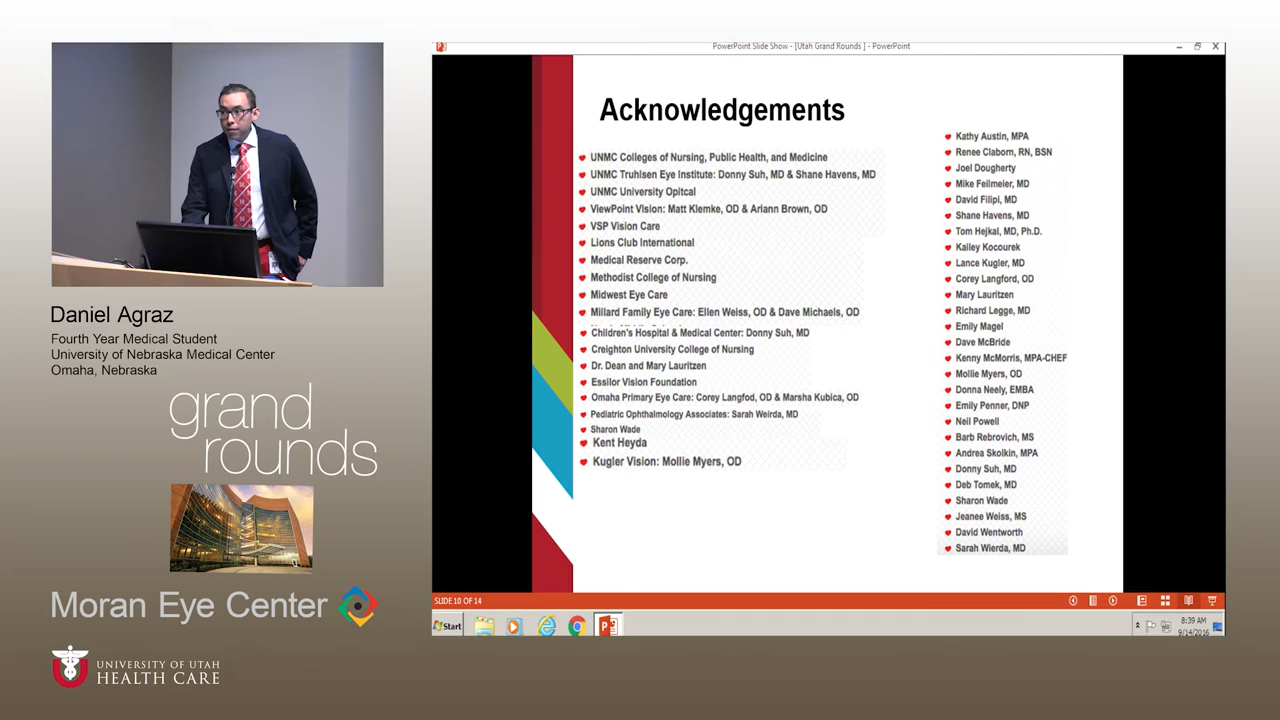 PowerPoint Slide Show - [Utah Grand Rounds ] - PowerPoint
Acknowledgements
UNMC Colleges of Nursing, Public Health, and Medicine
UNMC Truhlsen Eye Institute: Donny Suh, MD & Shane Havens, MD
UNMC University Opitcal
ViewPoint Vision: Matt Klemke, OD & Ariann Brown, OD
VSP Vision Care
Lions Club International
Medical Reserve Corp.
Methodist College of Nursing
Midwest Eye Care
Millard Family Eye Care: Ellen Weiss, OD & Dave Michaels, OD
Children's Hospital & Medical Center: Donny Suh, MD
Creighton University College of Nursing
Dr. Dean and Mary Lauritzen
Essilor Vision Foundation
Omaha Primary Eye Care: Corey Langfod, OD & Marsha Kubica, OD
Pediatric Ophthalmology Associates: Sarah Weirda, MD
Sharon Wade
Kent Heyda
Kugler Vision: Mollie Myers, OD
Kathy Austin, MPA
Renee Claborn, RN, BSN
Joel Dougherty
Mike Feilmeier, MD
David Filipi, MD
Shane Havens, MD
Tom Hejkal, MD, Ph.D.
Kailey Kocourek
Lance Kugler, MD
Corey Langford, OD
Mary Lauritzen
Richard Legge, MD
Emily Magel
Dave McBride
Kenny McMorris, MPA-CHEF
Mollie Myers, OD
Donna Neely, EMBA
Emily Penner, DNP
Neil Powell
Barb Rebrovich, MS
Andrea Skolkin, MPA
Donny Suh, MD
Deb Tomek, MD
Sharon Wade
Jeanee Weiss, MS
David Wentworth
Sarah Wierda, MD
SLIDE 10 OF 14
Start
8:39 AM
9/14/2016
Daniel Agraz
Fourth Year Medical Student
University of Nebraska Medical Center
Omaha, Nebraska
grand
rounds
Moran Eye Center
UNIVERSITY OF UTAH
HEALTH CARE